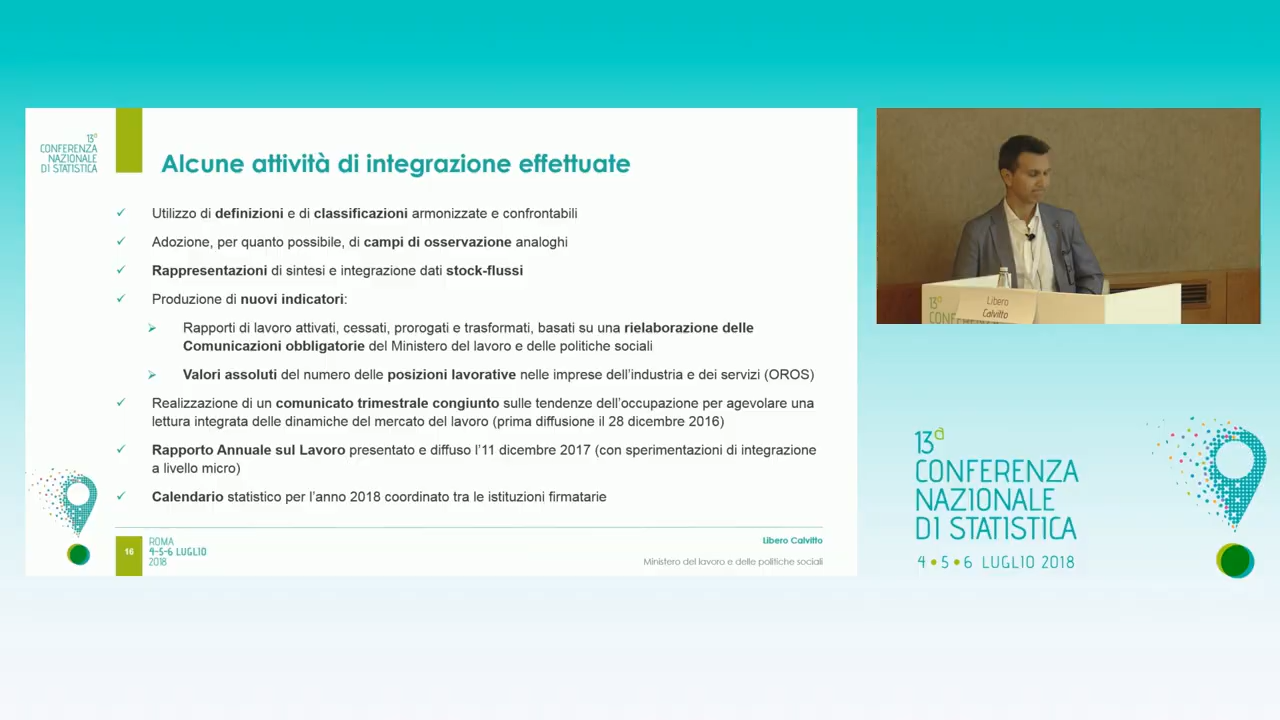 13a
CONFERENZA
NAZIONALE
DI STATISTICA
Alcune attività di integrazione effettuate
Utilizzo di definizioni e di classificazioni armonizzate e confrontabili
Adozione, per quanto possibile, di campi di osservazione analoghi
Rappresentazioni di sintesi e integrazione dati stock-flussi
Produzione di nuovi indicatori:
Rapporti di lavoro attivati, cessati, prorogati e trasformati, basati su una rielaborazione delle
Comunicazioni obbligatorie del Ministero del lavoro e delle politiche sociali
Valori assoluti del numero delle posizioni lavorative nelle imprese dell'industria e dei servizi (OROS)
Realizzazione di un comunicato trimestrale congiunto sulle tendenze dell'occupazione per agevolare una
lettura integrata delle dinamiche del mercato del lavoro (prima diffusione il 28 dicembre 2016)
Rapporto Annuale sul Lavoro presentato e diffuso l'11 dicembre 2017 (con sperimentazioni di integrazione
a livello micro)
Calendario statistico per l'anno 2018 coordinato tra le istituzioni firmatarie
16
ROMA
4-5-6 LUGLIO
2018
Libero Calvitto
Ministero del lavoro e delle politiche sociali
13a
Libero
Calvitto
13a
CONFERENZA
NAZIONALE
DI STATISTICA
4•5•6 LUGLIO 2018